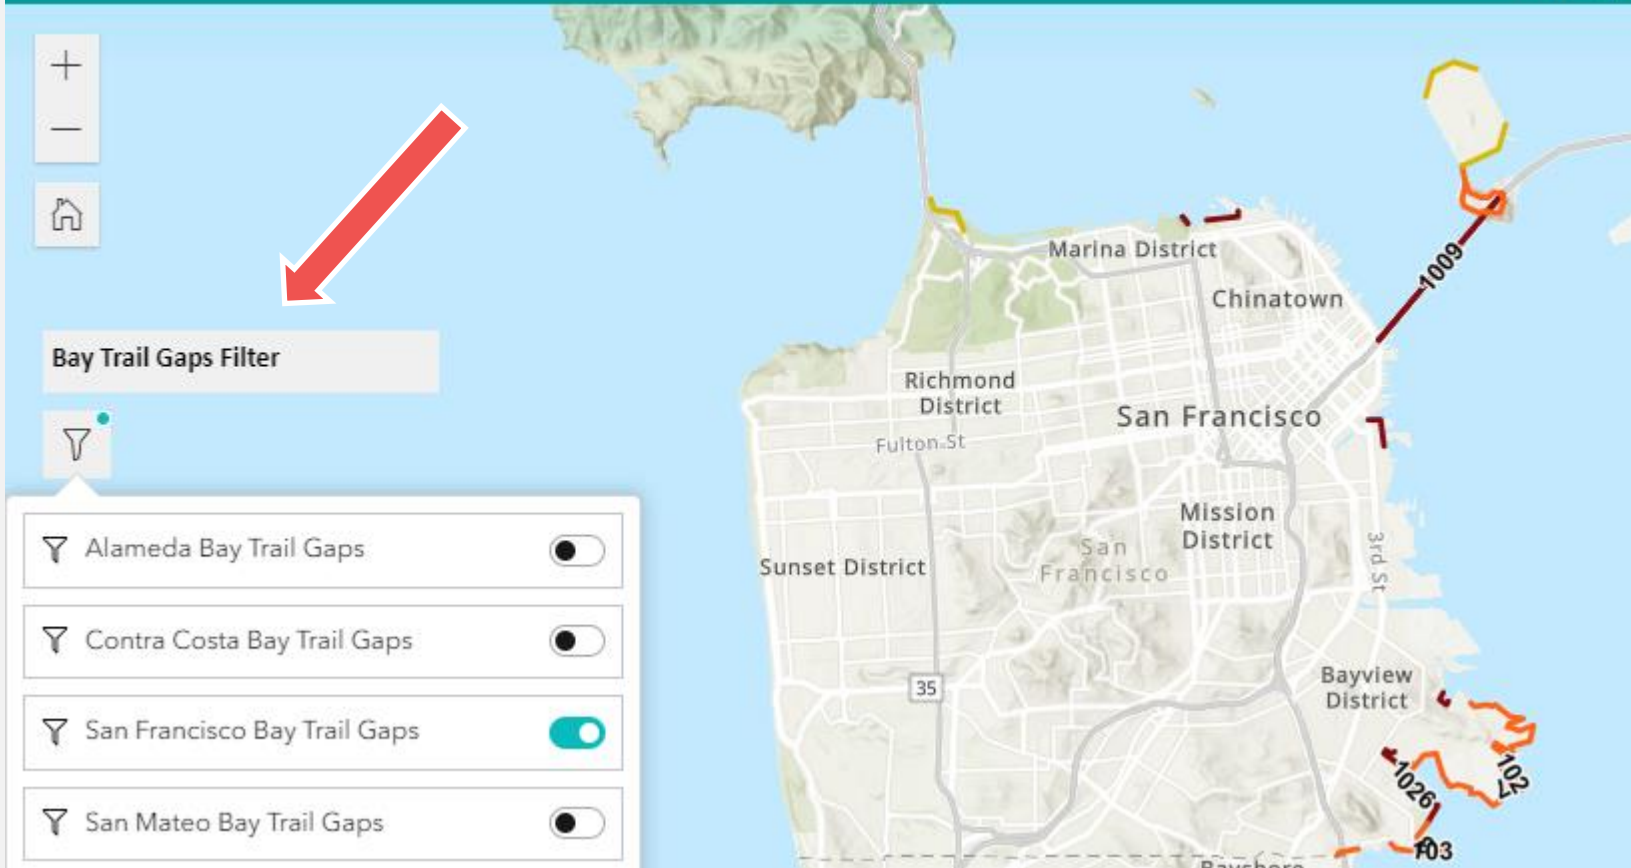 Bay Trail Gaps Filter
Alameda Bay Trail Gaps
Contra Costa Bay Trail Gaps
San Francisco Bay Trail Gaps
San Mateo Bay Trail Gaps
Marina District
Chinatown
1009
Richmond
District
San Francisco
Fulton St
Mission
District
San
Francisco
Sunset District
3rd St
35
Bayview
District
1026
Bayshore